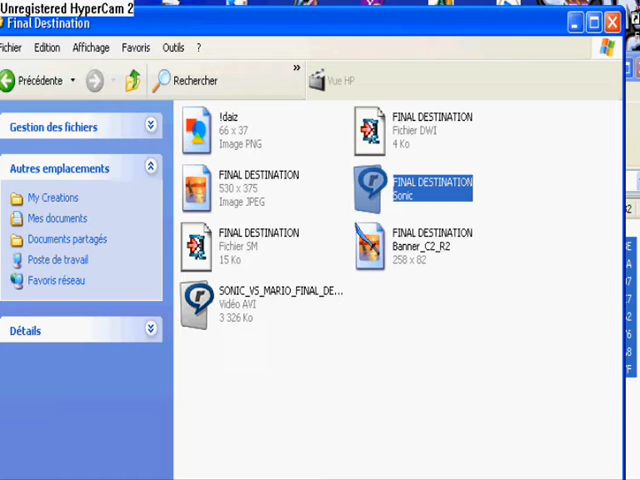 Unregistered HyperCam 2
Final Destination
Fichier Edition Affichage Favoris Outils ?
Précédente Rechercher » Vue HP
Gestion des fichiers
Autres emplacements
My Creations
Mes documents
Documents partagés
Poste de travail
Favoris réseau
Détails
!daiz
66 x 37
Image PNG
FINAL DESTINATION
Fichier DWI
4 Ko
FINAL DESTINATION
530 x 375
Image JPEG
FINAL DESTINATION
Sonic
FINAL DESTINATION
Fichier SM
15 Ko
FINAL DESTINATION
Banner_C2_R2
258 x 82
SONIC_VS_MARIO_FINAL_DE...
Vidéo AVI
3 326 Ko